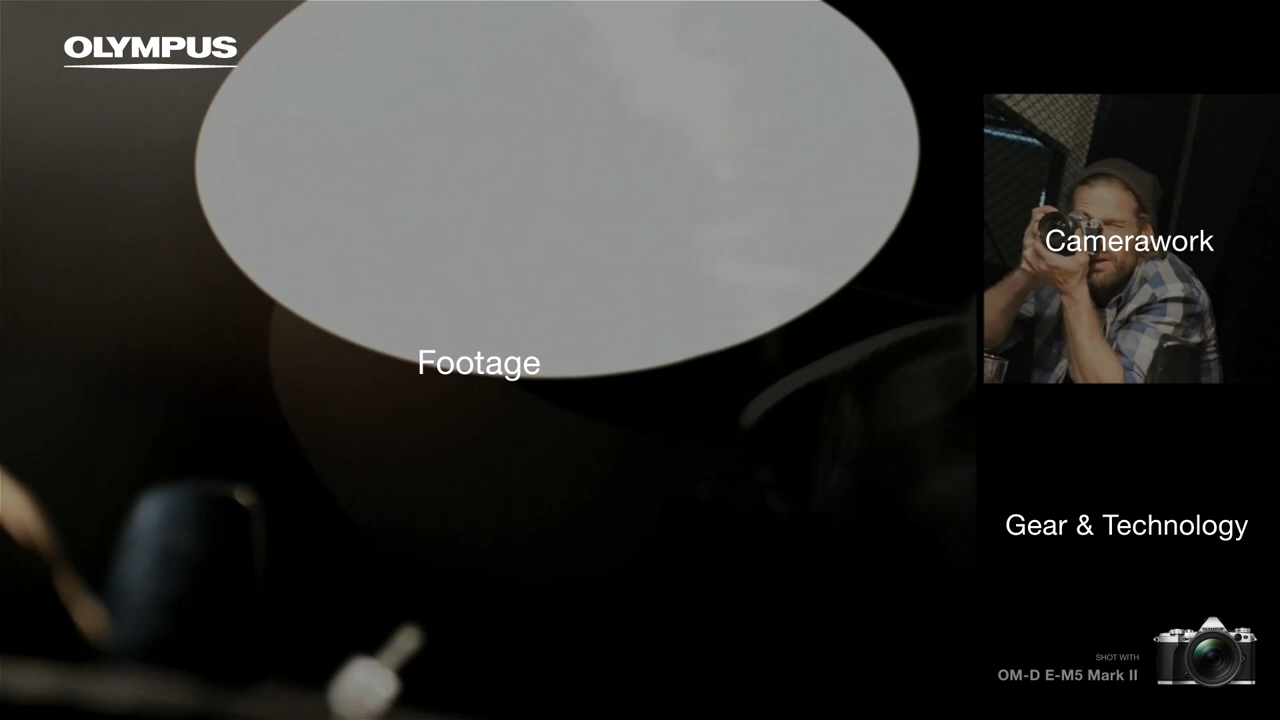 OLYMPUS
Camerawork
Footage
Gear & Technology
SHOT WITH
OM-D E-M5 Mark II